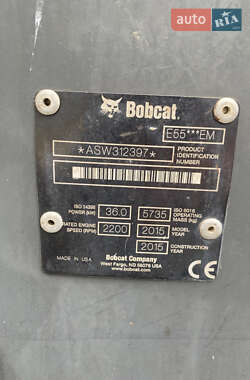 AUTO RIA
Bobcat.
E55***EM
*ASW312397*
PRODUCT
IDENTIFICATION
NUMBER
ISO 14396
POWER (kW)
36.0
5735
ISO 6016
OPERATING
MASS (kg)
RATED ENGINE
SPEED (RPM)
2200
2015
MODEL
YEAR
2015
CONSTRUCTION
YEAR
MADE IN USA
Bobcat Company
West Fargo, ND 58078 USA
www.bobcat.com
CE